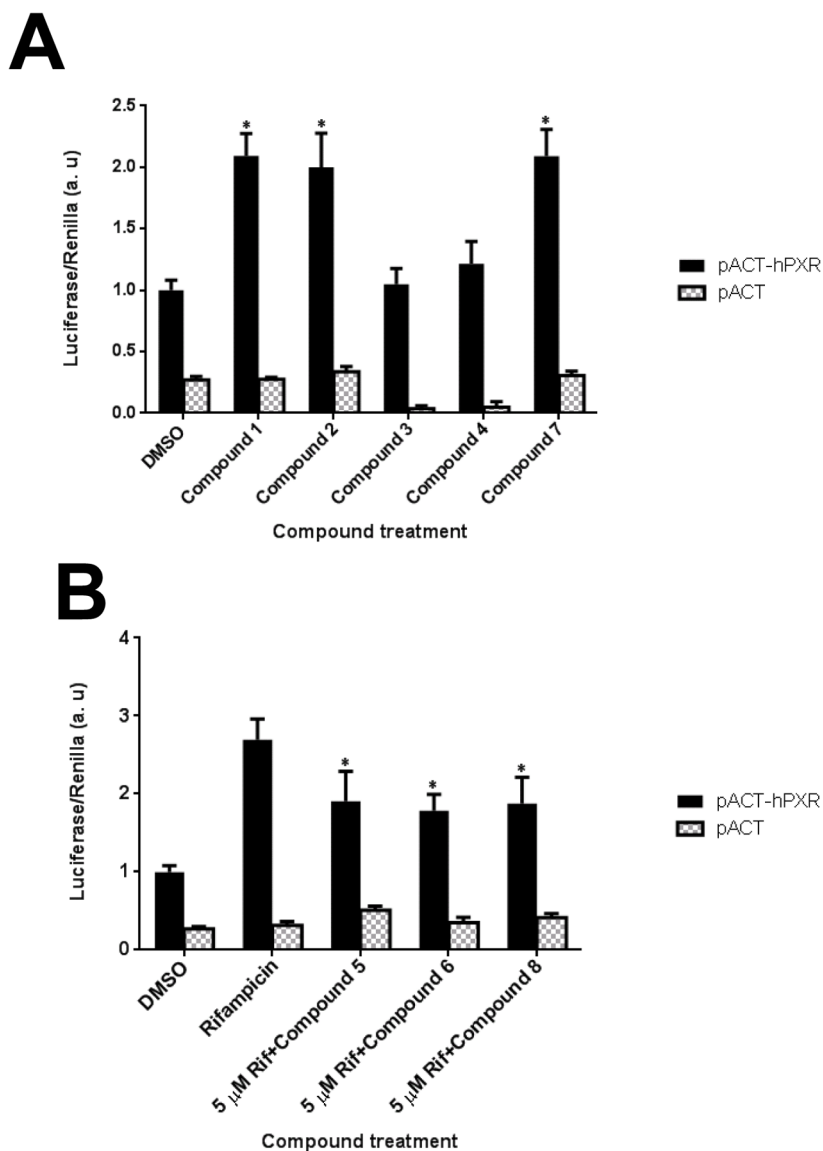 A
2.5
2.0
1.5
1.0
0.5
0.0
Luciferase/Renilla (a. u)
*
*
*
DMSO
Compound 1
Compound 2
Compound 3
Compound 4
Compound 7
Compound treatment
pACT-hPXR
pACT
B
4
3
2
1
0
Luciferase/Renilla (a. u)
*
*
*
DMSO
Rifampicin
5 μM Rif+Compound 5
5 μM Rif+Compound 6
5 μM Rif+Compound 8
Compound treatment
pACT-hPXR
pACT